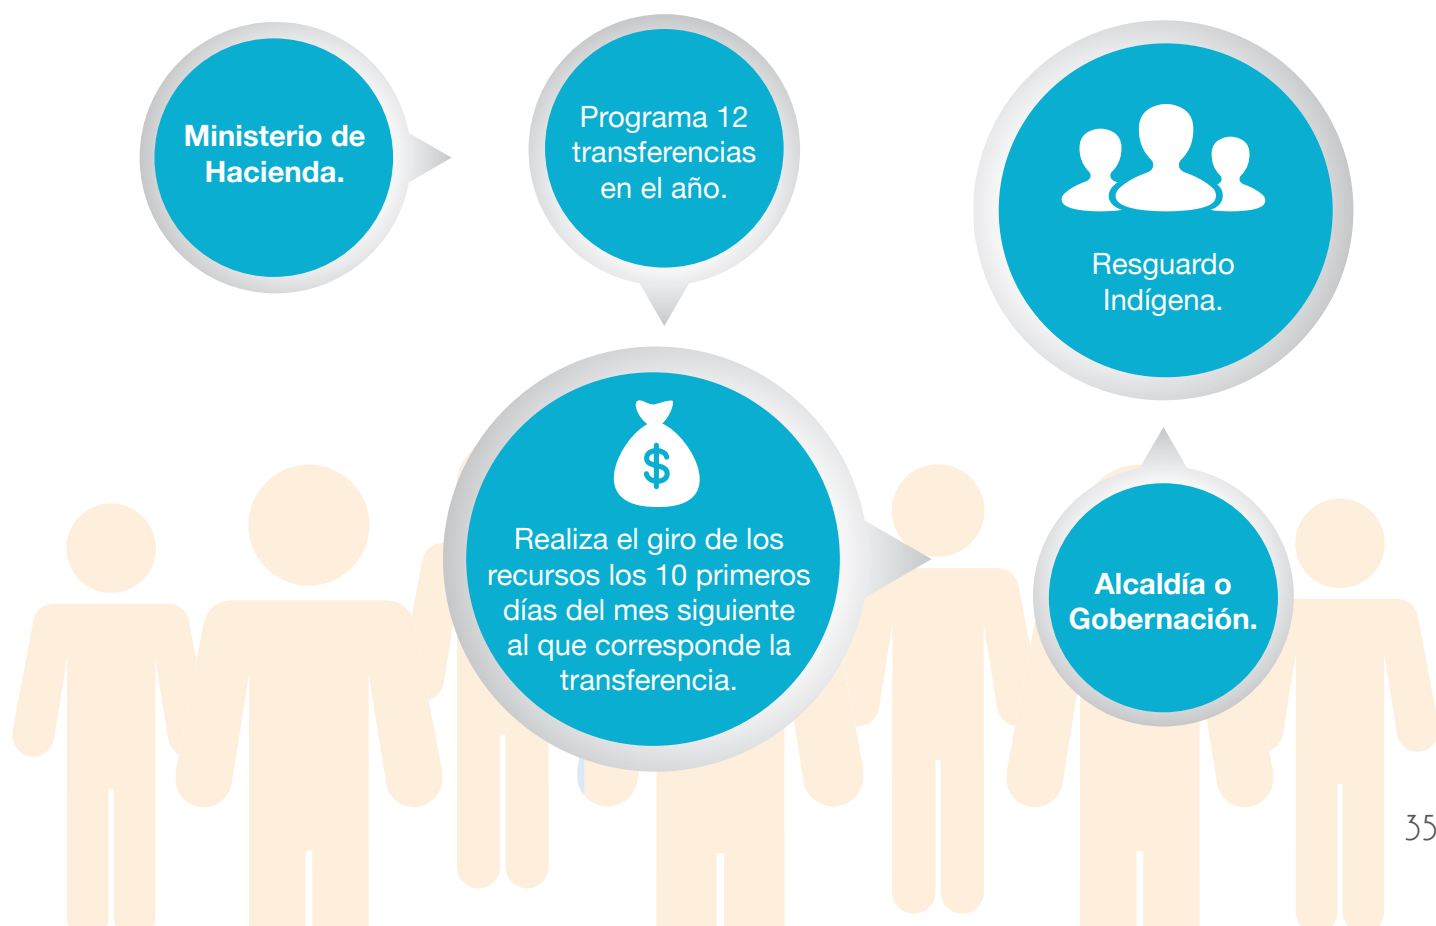 Ministerio de
Hacienda.
Programa 12
transferencias
en el año.
Realiza el giro de los
recursos los 10 primeros
días del mes siguiente
al que corresponde la
transferencia.
$
Alcaldía o
Gobernación.
Resguardo
Indígena.
35